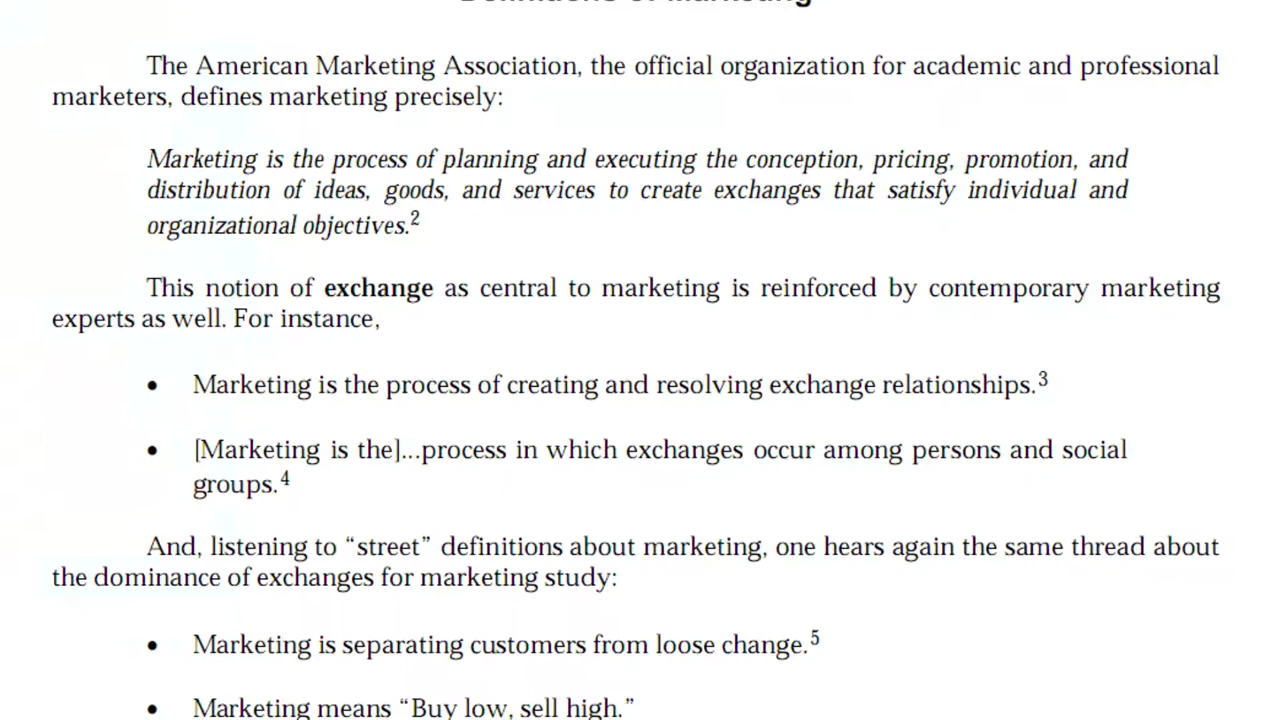 Definitions of Marketing
The American Marketing Association, the official organization for academic and professional
marketers, defines marketing precisely:
Marketing is the process of planning and executing the conception, pricing, promotion, and
distribution of ideas, goods, and services to create exchanges that satisfy individual and
organizational objectives.2
This notion of exchange as central to marketing is reinforced by contemporary marketing
experts as well. For instance,
• Marketing is the process of creating and resolving exchange relationships.3
• [Marketing is the]...process in which exchanges occur among persons and social
groups.4
And, listening to “street” definitions about marketing, one hears again the same thread about
the dominance of exchanges for marketing study:
• Marketing is separating customers from loose change.5
• Marketing means “Buy low, sell high.”